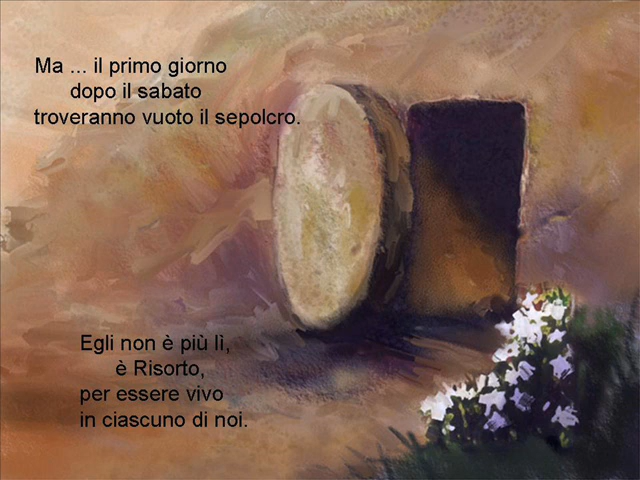 Ma ... il primo giorno
dopo il sabato
troveranno vuoto il sepolcro.
Egli non è più lì,
è Risorto,
per essere vivo
in ciascuno di noi.